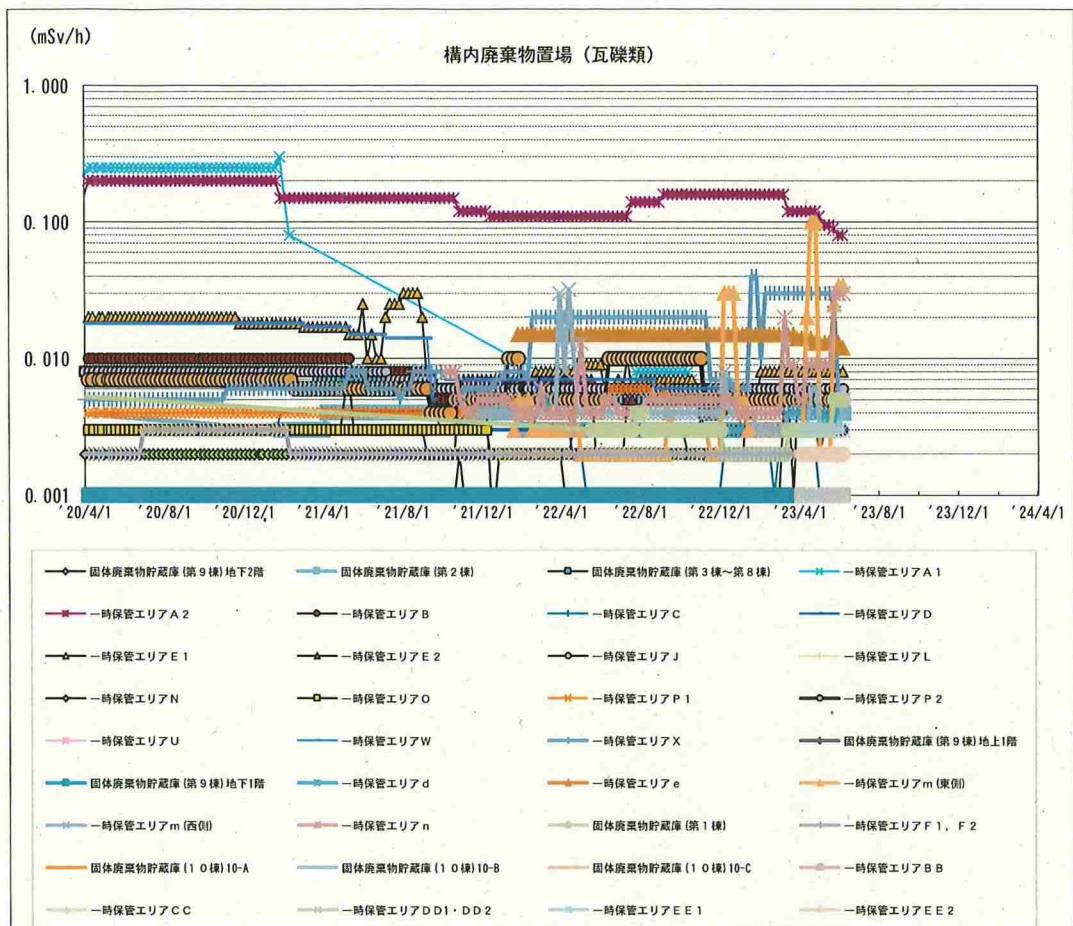 (mSv/h)
構内廃棄物置場（瓦礫類）
1.000
0.100
0.010
0.001
'20/4/1 '20/8/1 '20/12/1 '21/4/1 '21/8/1 '21/12/1 '22/4/1 '22/8/1 '22/12/1 '23/4/1 '23/8/1 '23/12/1 '24/4/1
固体廃棄物貯蔵庫(第９棟)地下2階 固体廃棄物貯蔵庫(第２棟) 固体廃棄物貯蔵庫(第３棟～第８棟) 一時保管エリアＡ１
一時保管エリアＡ２ 一時保管エリアＢ 一時保管エリアＣ 一時保管エリアＤ
一時保管エリアＥ１ 一時保管エリアＥ２ 一時保管エリアＪ 一時保管エリアＬ
一時保管エリアＮ 一時保管エリアＯ 一時保管エリアＰ１ 一時保管エリアＰ２
一時保管エリアＵ 一時保管エリアＷ 一時保管エリアＸ 固体廃棄物貯蔵庫(第９棟)地上1階
固体廃棄物貯蔵庫(第９棟)地下1階 一時保管エリアｄ 一時保管エリアｅ 一時保管エリアｍ(東側)
一時保管エリアｍ(西側) 一時保管エリアｎ 固体廃棄物貯蔵庫(第１棟) 一時保管エリアＦ１，Ｆ２
固体廃棄物貯蔵庫(１０棟)10-A 固体廃棄物貯蔵庫(１０棟)10-B 固体廃棄物貯蔵庫(１０棟)10-C 一時保管エリアＢＢ
一時保管エリアＣＣ 一時保管エリアＤＤ１・ＤＤ２ 一時保管エリアＥＥ１ 一時保管エリアＥＥ２